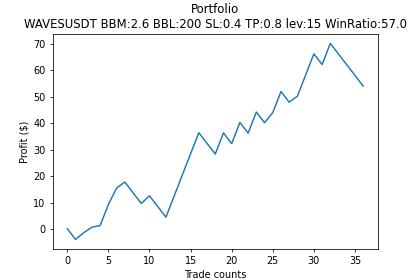 Portfolio
WAVESUSDT BBM:2.6 BBL:200 SL:0.4 TP:0.8 lev:15 WinRatio:57.0
Profit ($)
70
60
50
40
30
20
10
0
0 5 10 15 20 25 30 35
Trade counts